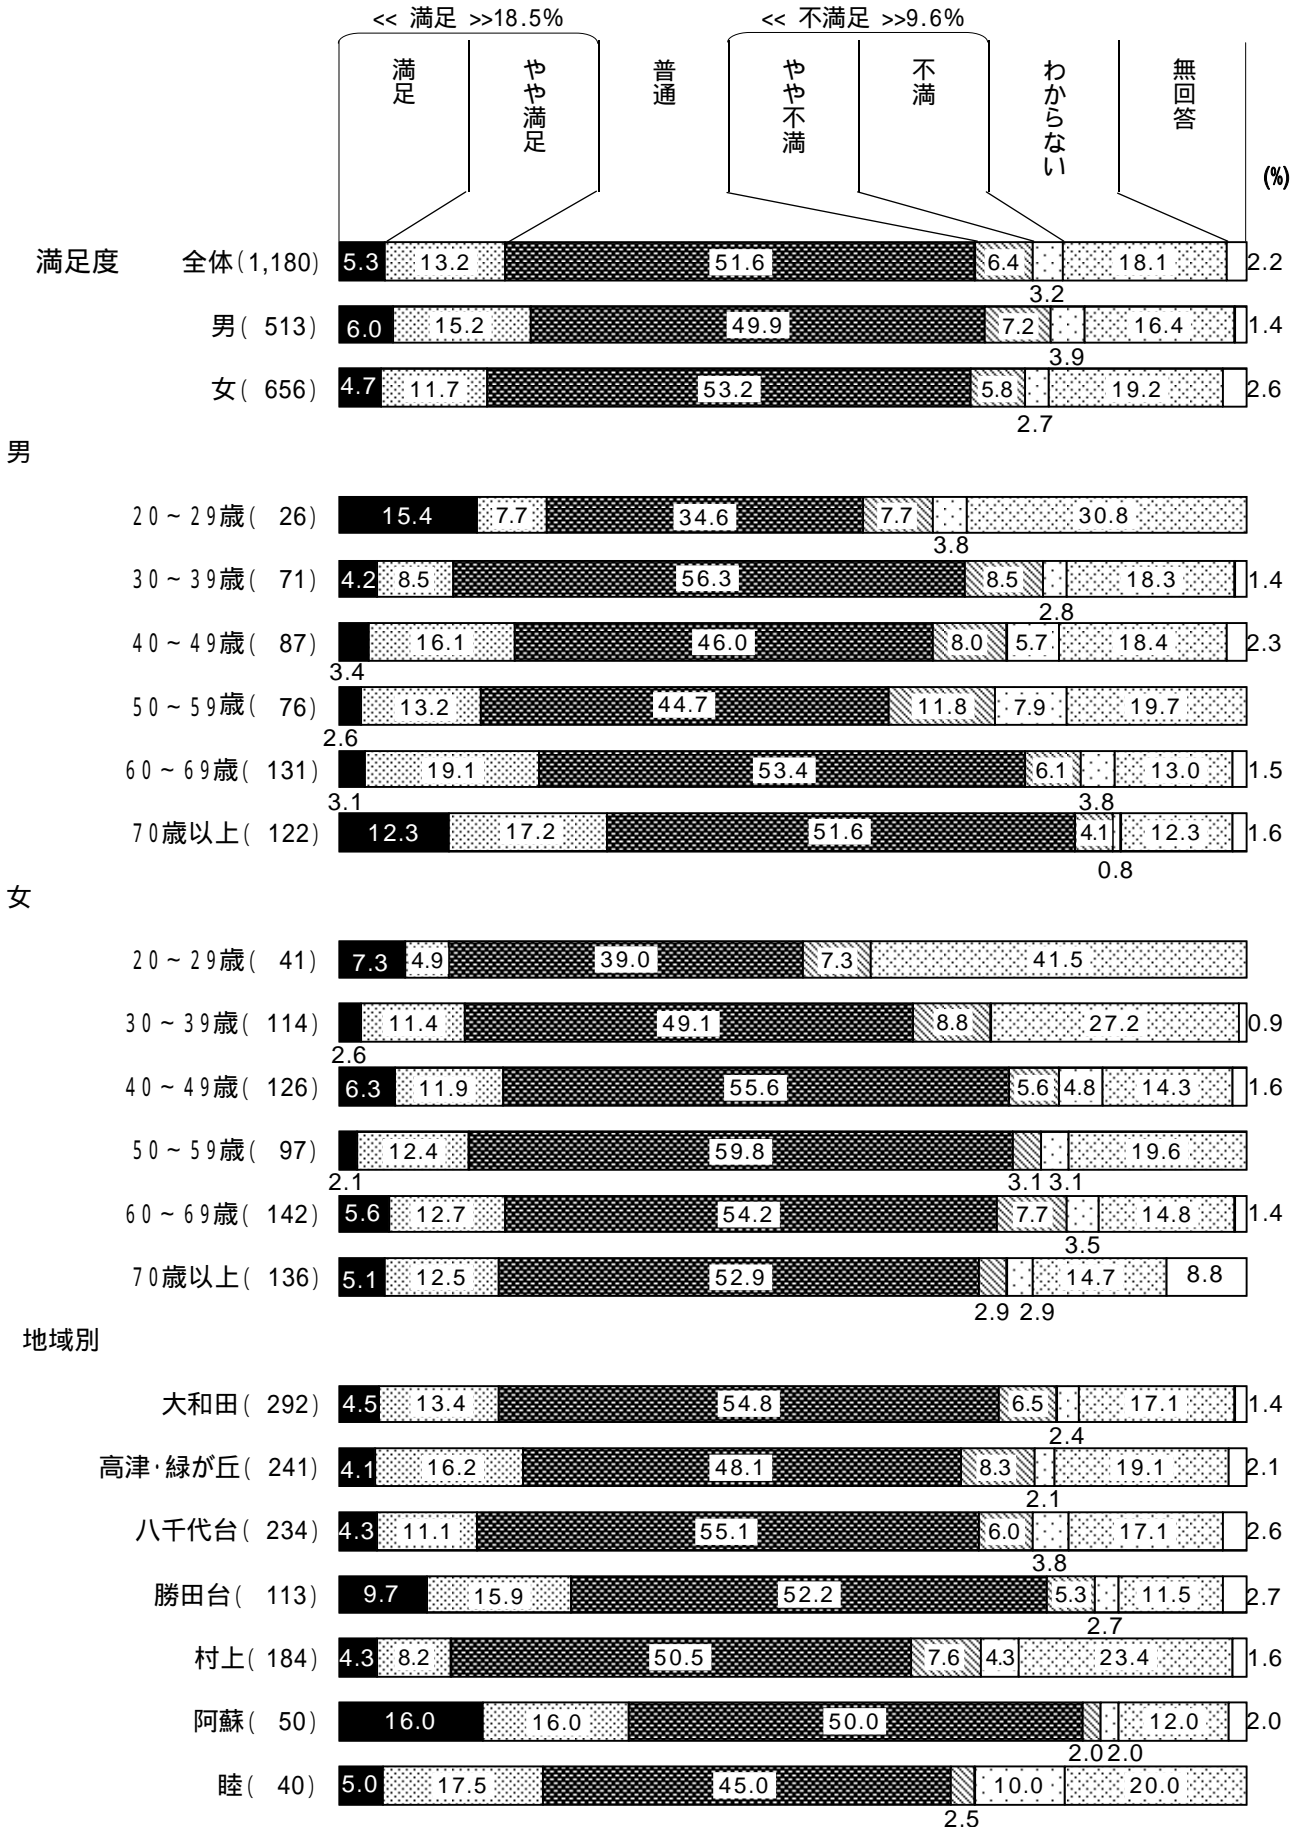 << 満足 >>18.5% << 不満足 >>9.6%
満足 やや満足 普通 やや不満 不満 わからない 無回答
(%)
満足度 全体(1,180) 5.3 13.2 51.6 6.4 18.1 2.2
3.2
男( 513) 6.0 15.2 49.9 7.2 16.4 1.4
3.9
女( 656) 4.7 11.7 53.2 5.8 19.2 2.6
2.7
男
20~29歳( 26) 15.4 7.7 34.6 7.7 30.8
3.8
30~39歳( 71) 4.2 8.5 56.3 8.5 18.3 1.4
2.8
40~49歳( 87) 16.1 46.0 8.0 5.7 18.4 2.3
3.4
50~59歳( 76) 13.2 44.7 11.8 7.9 19.7
2.6
60~69歳( 131) 19.1 53.4 6.1 13.0 1.5
3.1 3.8
70歳以上( 122) 12.3 17.2 51.6 4.1 12.3 1.6
0.8
女
20~29歳( 41) 7.3 4.9 39.0 7.3 41.5
30~39歳( 114) 11.4 49.1 8.8 27.2 0.9
2.6
40~49歳( 126) 6.3 11.9 55.6 5.6 4.8 14.3 1.6
50~59歳( 97) 12.4 59.8 19.6
2.1 3.1 3.1
60~69歳( 142) 5.6 12.7 54.2 7.7 14.8 1.4
3.5
70歳以上( 136) 5.1 12.5 52.9 14.7 8.8
2.9 2.9
地域別
大和田( 292) 4.5 13.4 54.8 6.5 17.1 1.4
2.4
高津・緑が丘( 241) 4.1 16.2 48.1 8.3 19.1 2.1
2.1
八千代台( 234) 4.3 11.1 55.1 6.0 17.1 2.6
3.8
勝田台( 113) 9.7 15.9 52.2 5.3 11.5 2.7
2.7
村上( 184) 4.3 8.2 50.5 7.6 4.3 23.4 1.6
阿蘇( 50) 16.0 16.0 50.0 12.0 2.0
2.0 2.0
睦( 40) 5.0 17.5 45.0 10.0 20.0
2.5